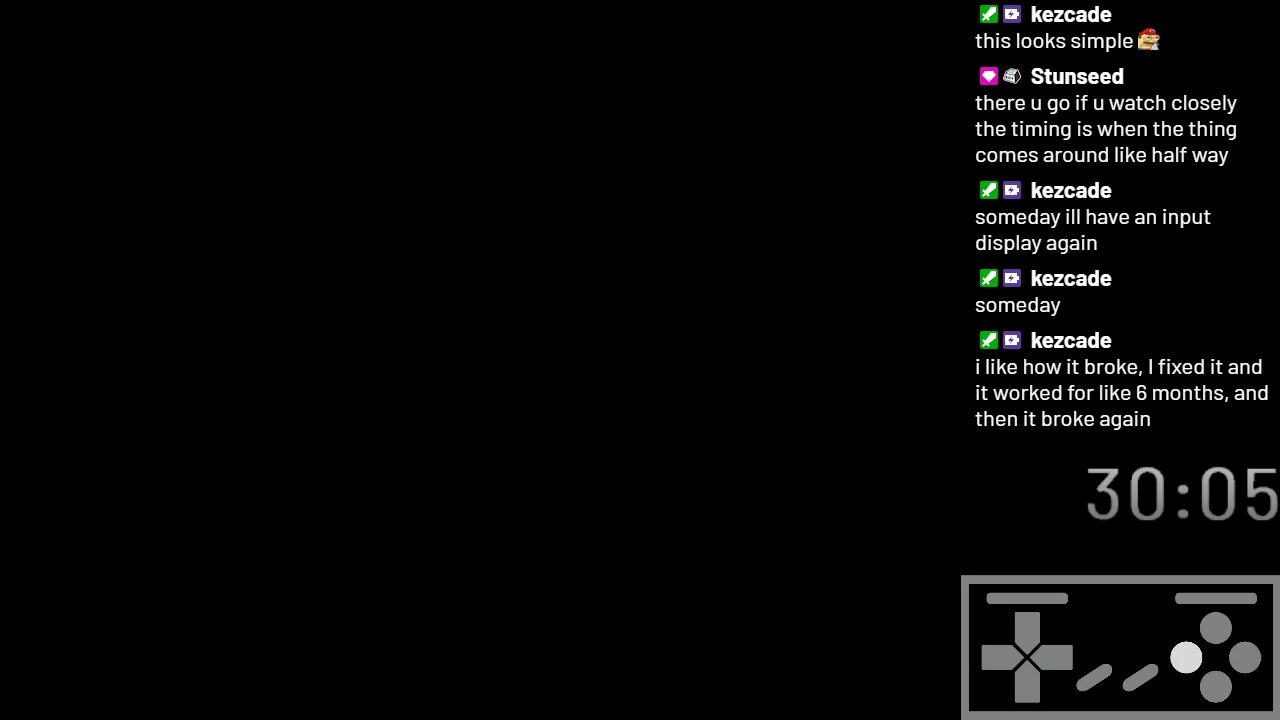 kezcade
this looks simple
Stunseed
there u go if u watch closely
the timing is when the thing
comes around like half way
kezcade
someday ill have an input
display again
kezcade
someday
kezcade
i like how it broke, I fixed it and
it worked for like 6 months, and
then it broke again
30:05